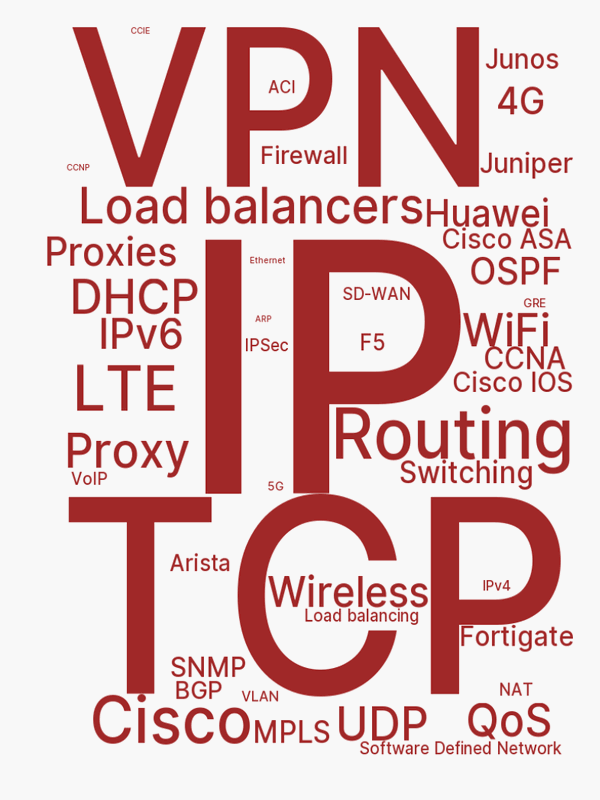 CCIE
VPN
Junos
ACI
4G
Firewall
Juniper
CCNP
Load balancers
Huawei
Cisco ASA
Proxies
Ethernet
OSPF
DHCP
IP
SD-WAN
GRE
ARP
IPv6
WiFi
IPSec
F5
CCNA
LTE
Cisco IOS
Routing
Proxy
Switching
VoIP
5G
TCP
Arista
Wireless
IPv4
Load balancing
Fortigate
SNMP
BGP
NAT
VLAN
Cisco
MPLS
UDP
QoS
Software Defined Network